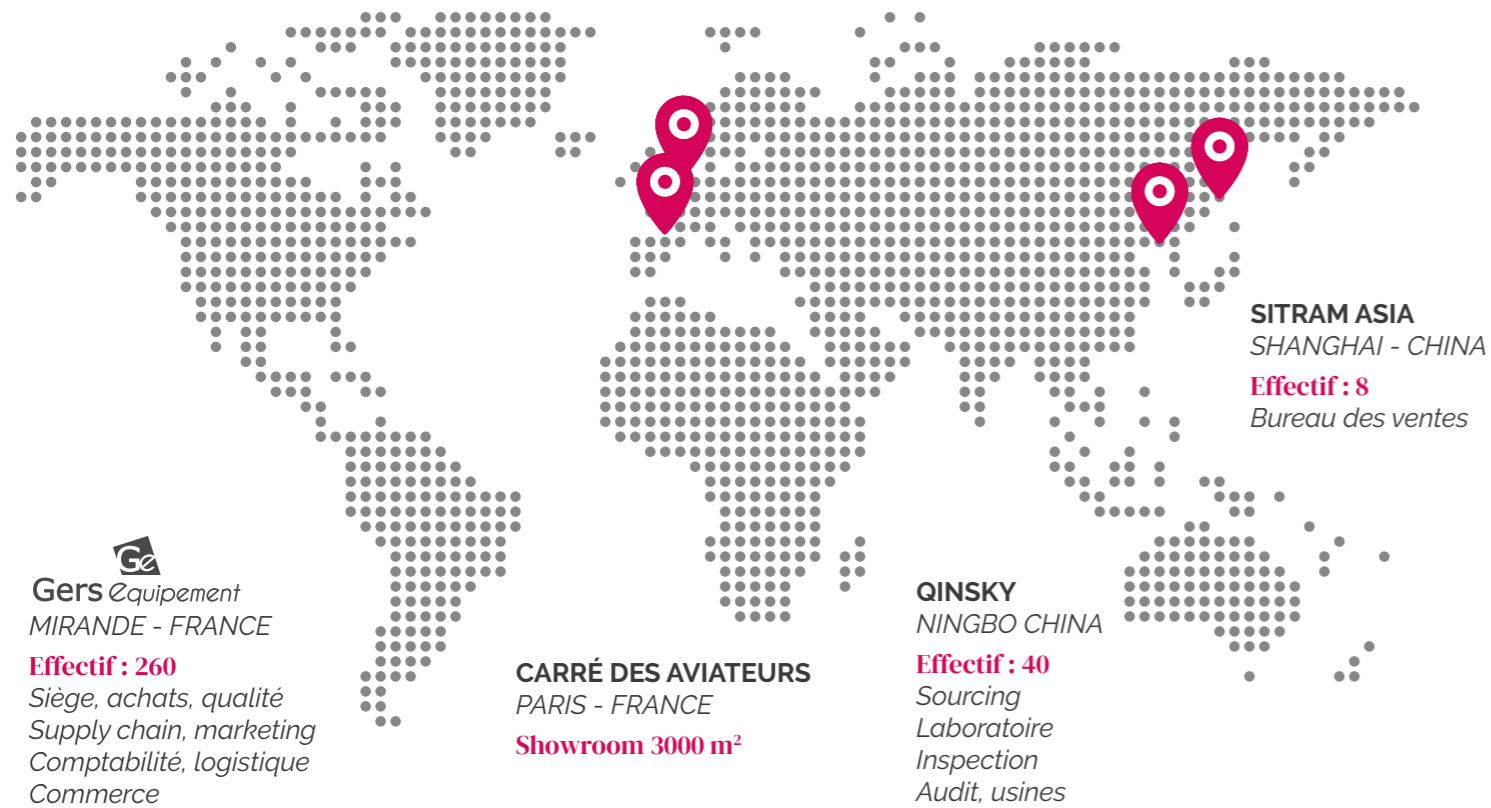 SITRAM ASIA
SHANGHAI - CHINA
Effectif : 8
Bureau des ventes
Ge
Gers equipement
MIRANDE - FRANCE
Effectif : 260
Siège, achats, qualité
Supply chain, marketing
Comptabilité, logistique
Commerce
CARRÉ DES AVIATEURS
PARIS - FRANCE
Showroom 3000 m²
QINSKY
NINGBO CHINA
Effectif : 40
Sourcing
Laboratoire
Inspection
Audit, usines